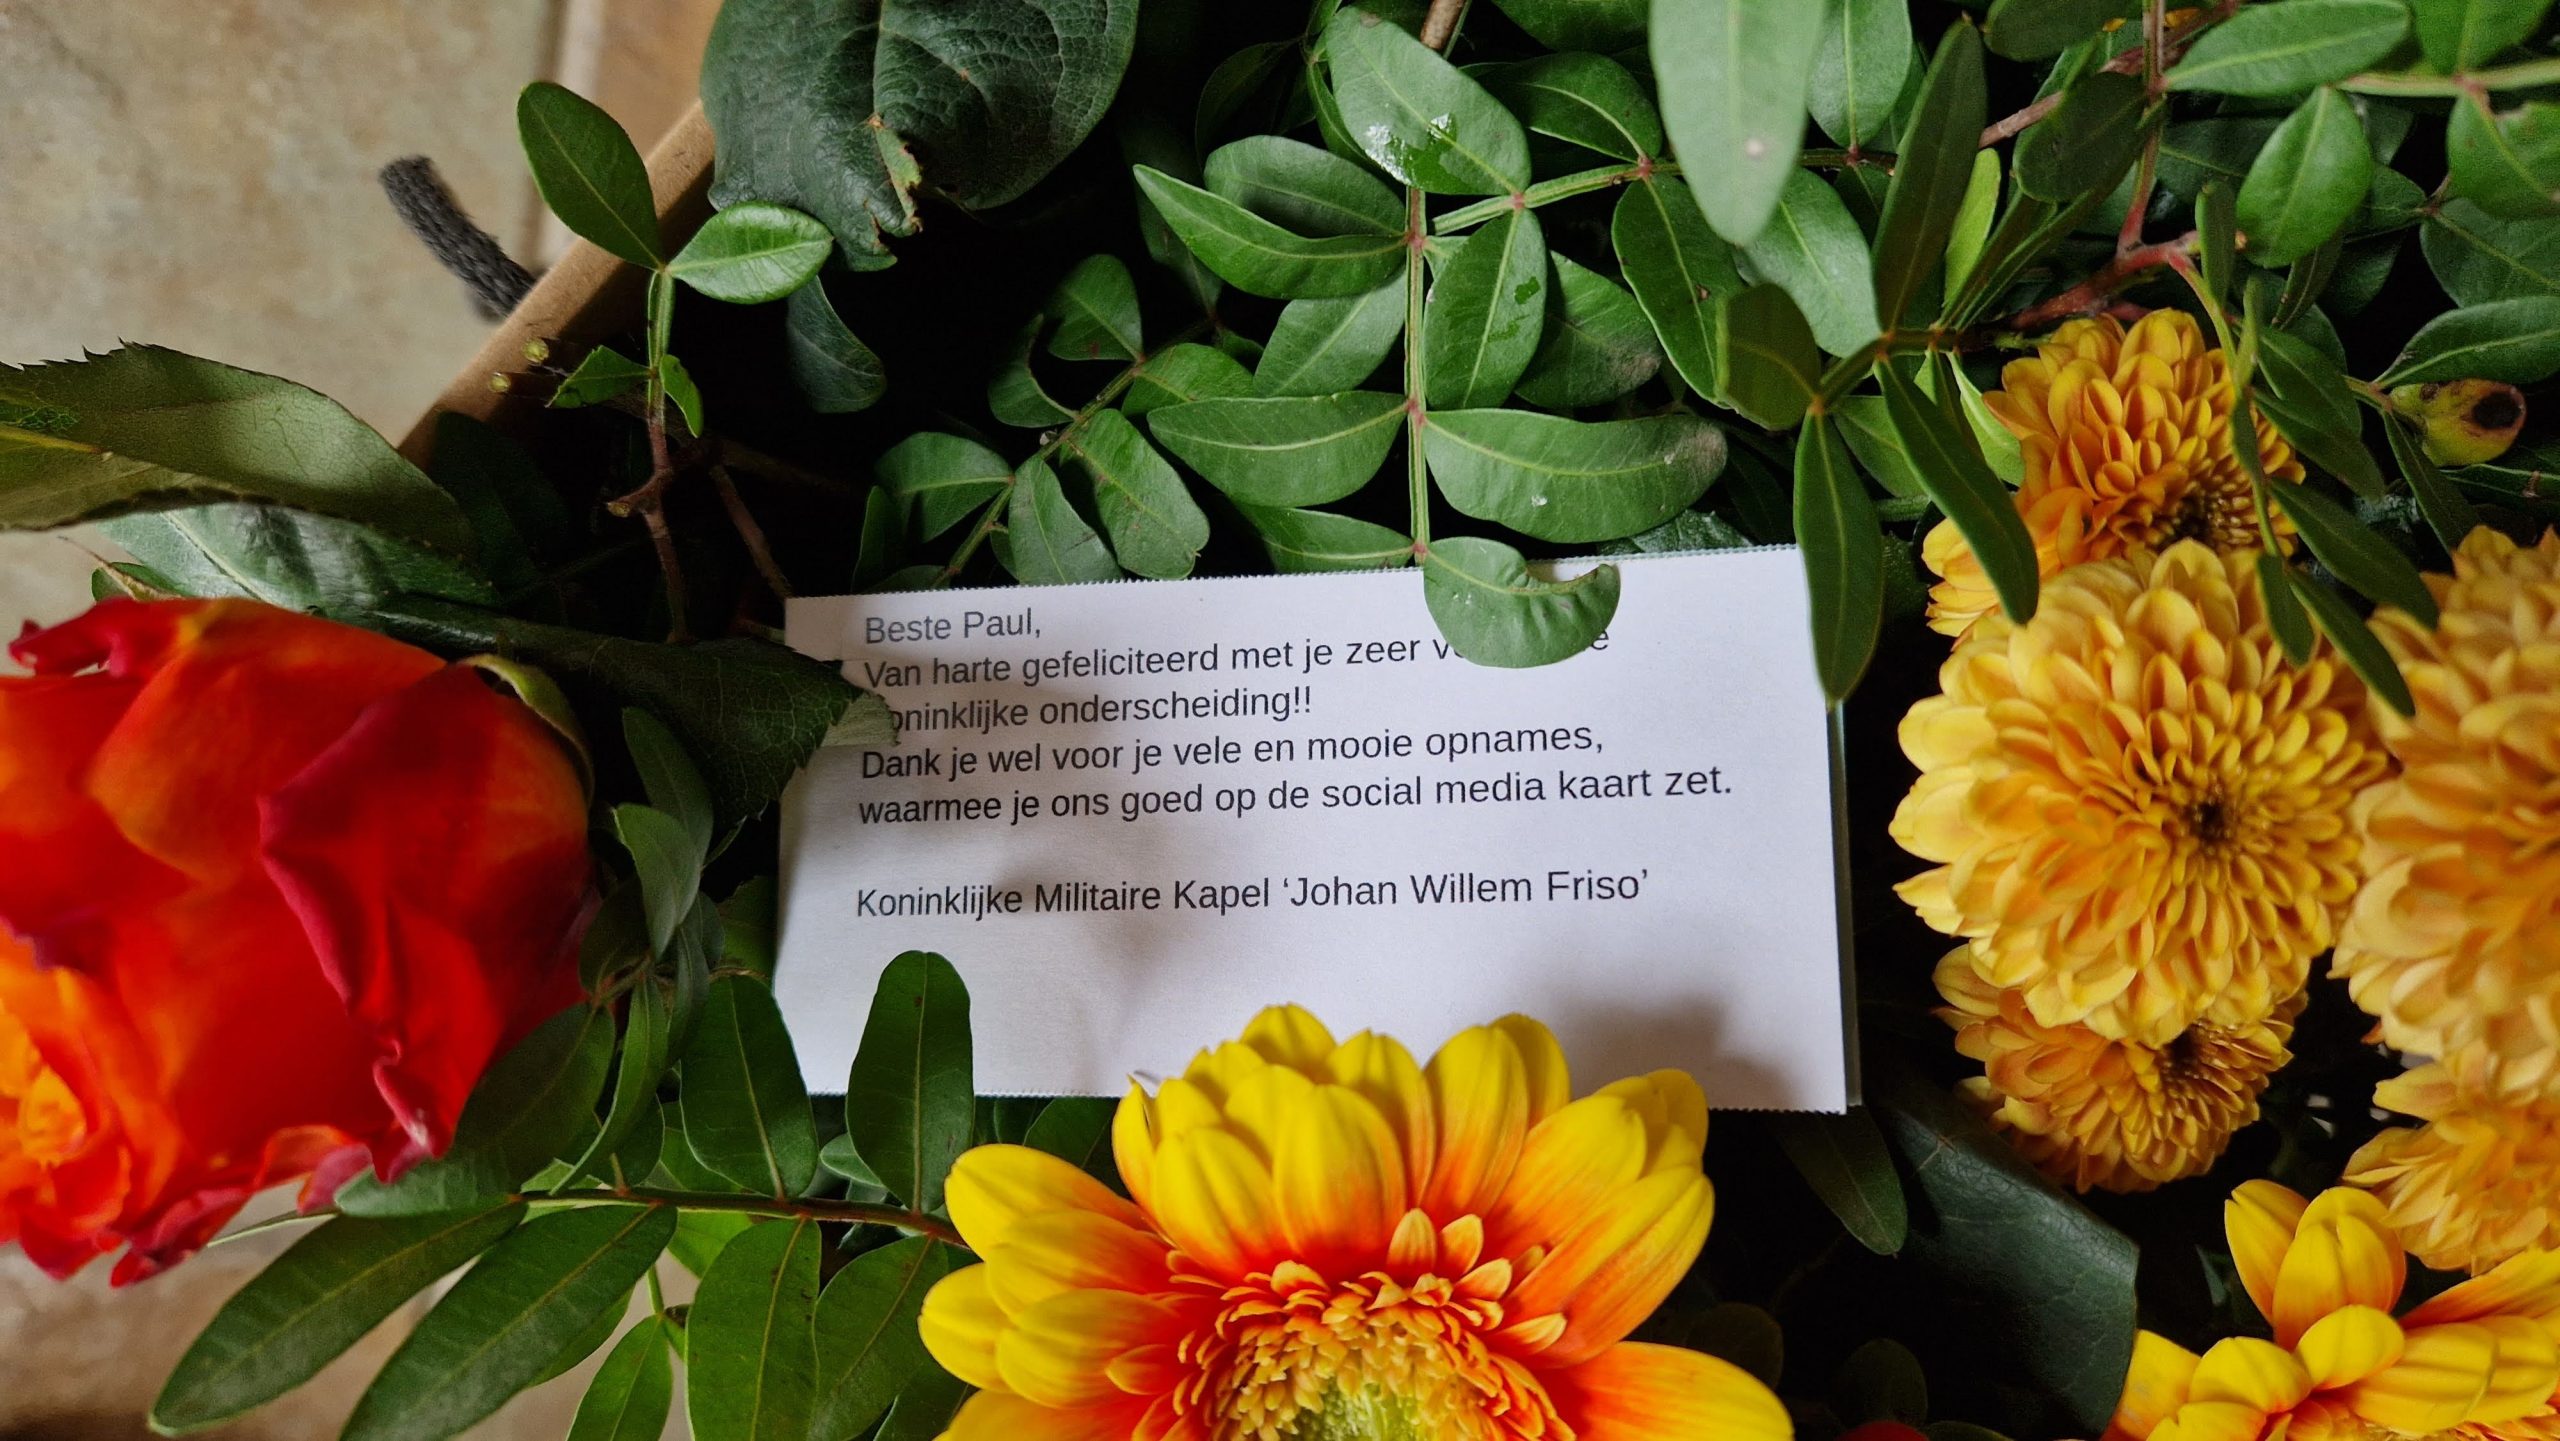 Beste Paul,
Van harte gefeliciteerd met je zeer
oninklijke onderscheiding!!
Dank je wel voor je vele en mooie opnames,
waarmee je ons goed op de social media kaart zet.
Koninklijke Militaire Kapel ‘Johan Willem Friso’